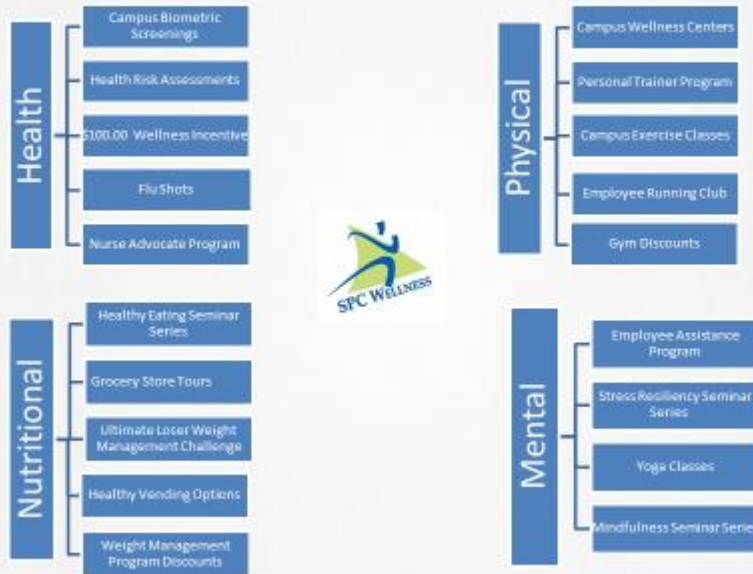 Health
Campus Biometric
Screenings
Health Risk Assessments
$100.00 Wellness Incentive
Flu Shots
Nurse Advocate Program
Physical
Campus Wellness Centers
Personal Trainer Program
Campus Exercise Classes
Employee Running Club
Gym Discounts
SPC WELLNESS
Nutritional
Healthy Eating Seminar
Series
Grocery Store Tours
Ultimate Loser Weight
Management Challenge
Healthy Vending Options
Weight Management
Program Discounts
Mental
Employee Assistance
Program
Stress Resiliency Seminar
Series
Yoga Classes
Mindfulness Seminar Serie